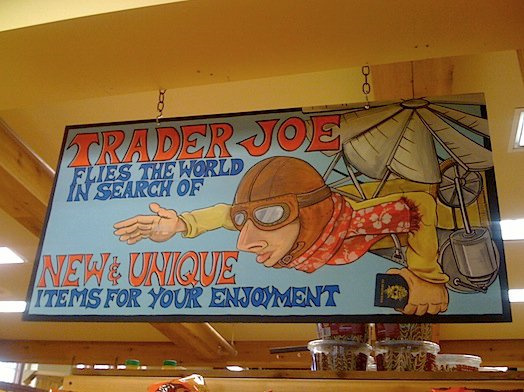 TRADER JOE
FLIES THE WORLD
IN SEARCH OF
NEW & UNIQUE
ITEMS FOR YOUR ENJOYMENT